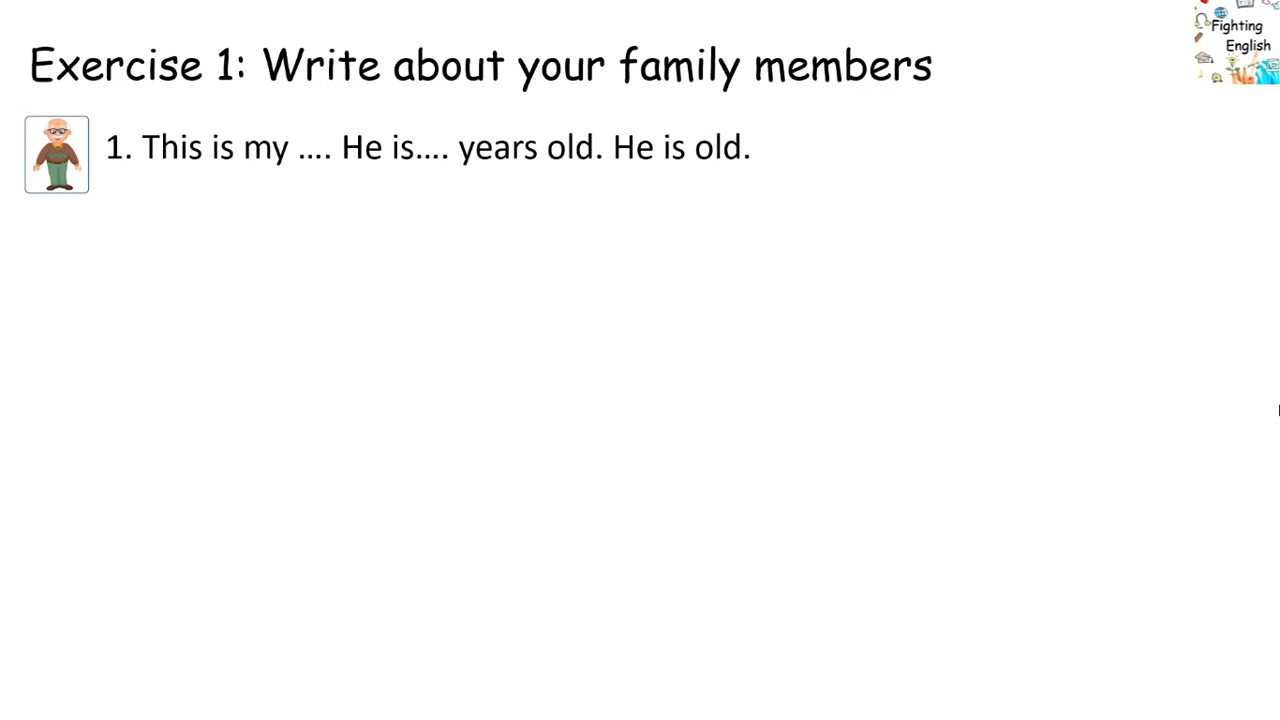 Fighting
English
Exercise 1: Write about your family members
1. This is my .... He is.... years old. He is old.